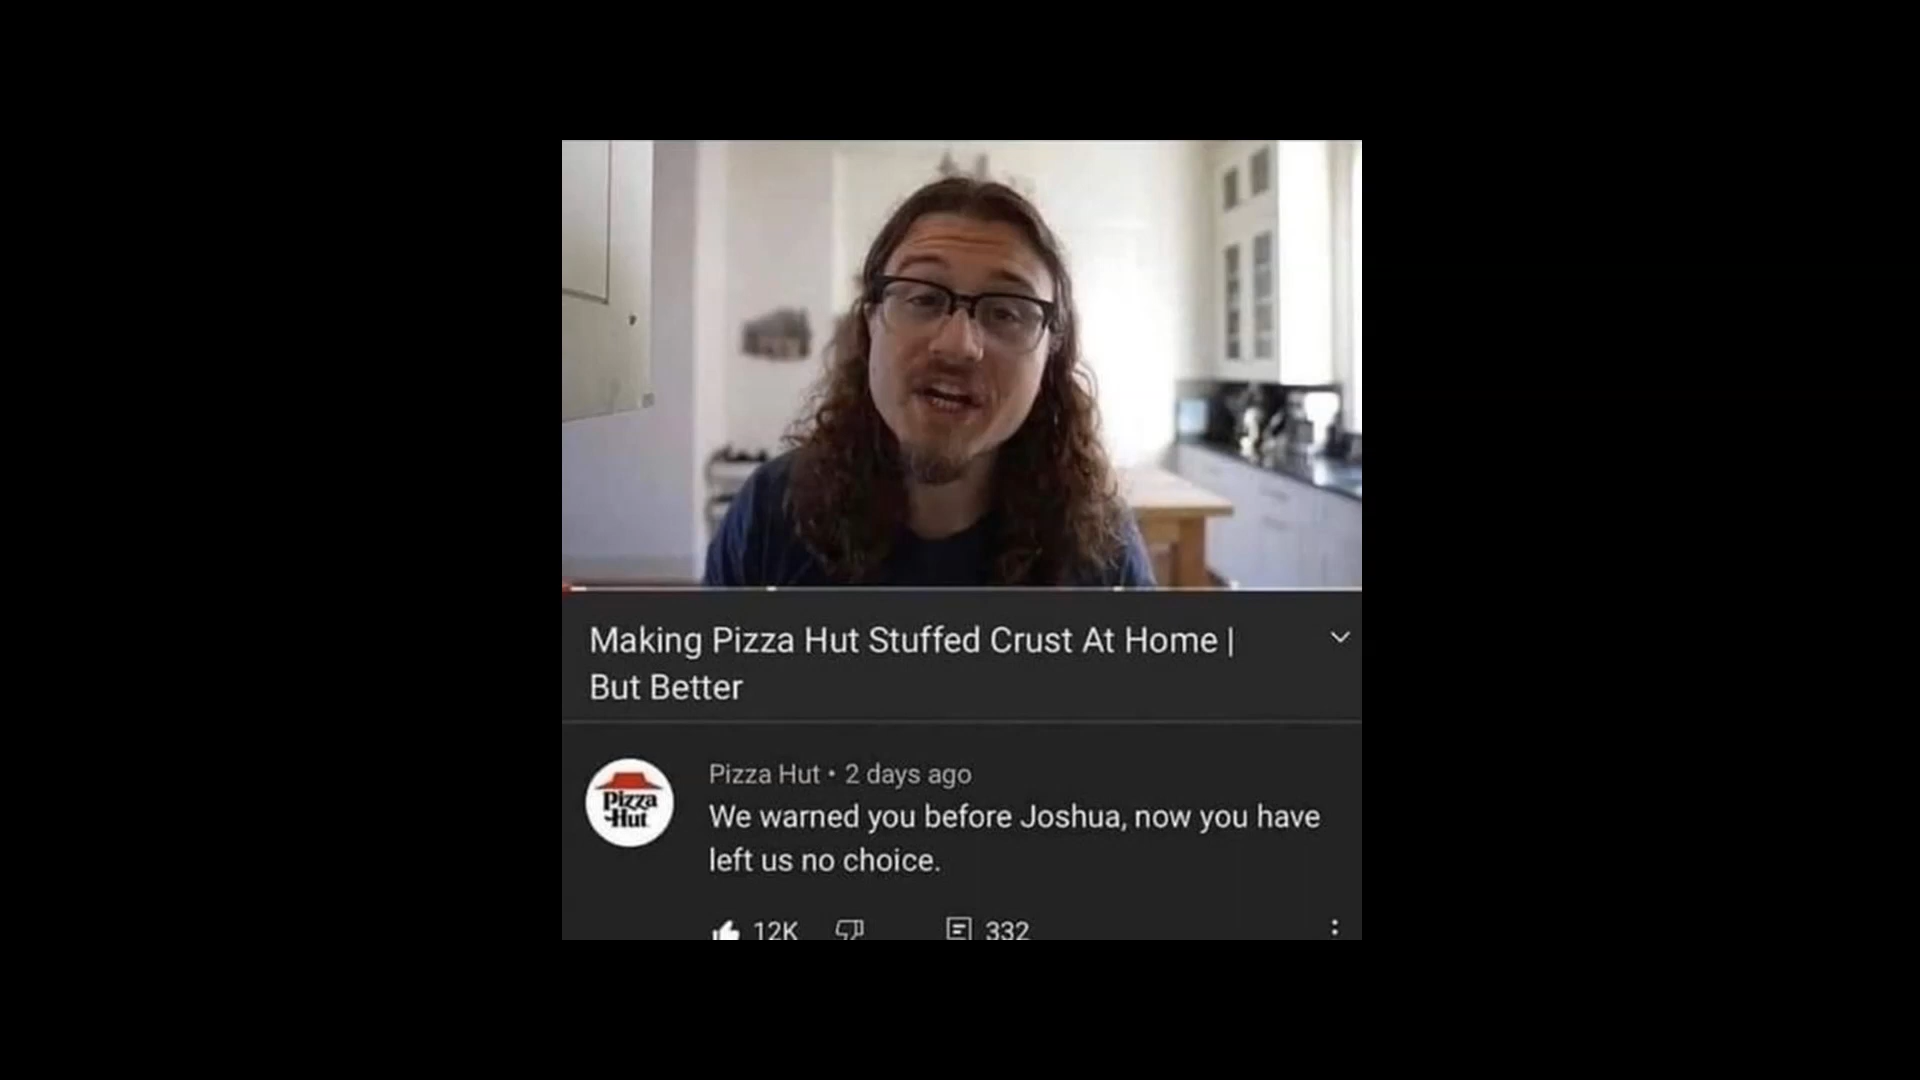 Making Pizza Hut Stuffed Crust At Home |
But Better
Pizza Hut • 2 days ago
Pizza
Hut
We warned you before Joshua, now you have
left us no choice.
12K 332